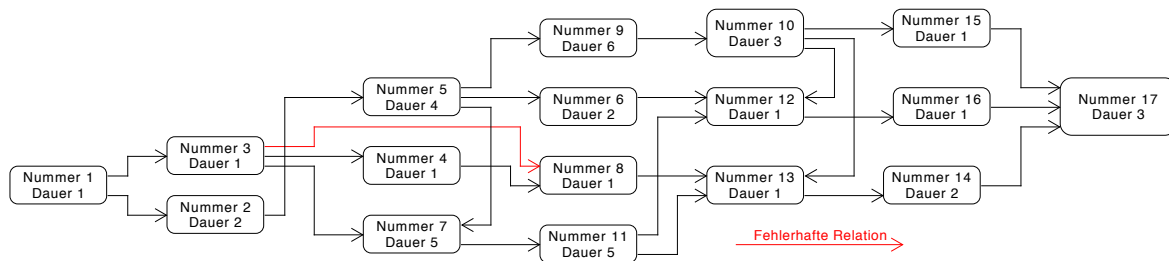 Nummer 1
Dauer 1
Nummer 3
Dauer 1
Nummer 2
Dauer 2
Nummer 5
Dauer 4
Nummer 4
Dauer 1
Nummer 7
Dauer 5
Nummer 9
Dauer 6
Nummer 6
Dauer 2
Nummer 8
Dauer 1
Nummer 11
Dauer 5
Nummer 10
Dauer 3
Nummer 12
Dauer 1
Nummer 13
Dauer 1
Nummer 15
Dauer 1
Nummer 16
Dauer 1
Nummer 14
Dauer 2
Nummer 17
Dauer 3
Fehlerhafte Relation